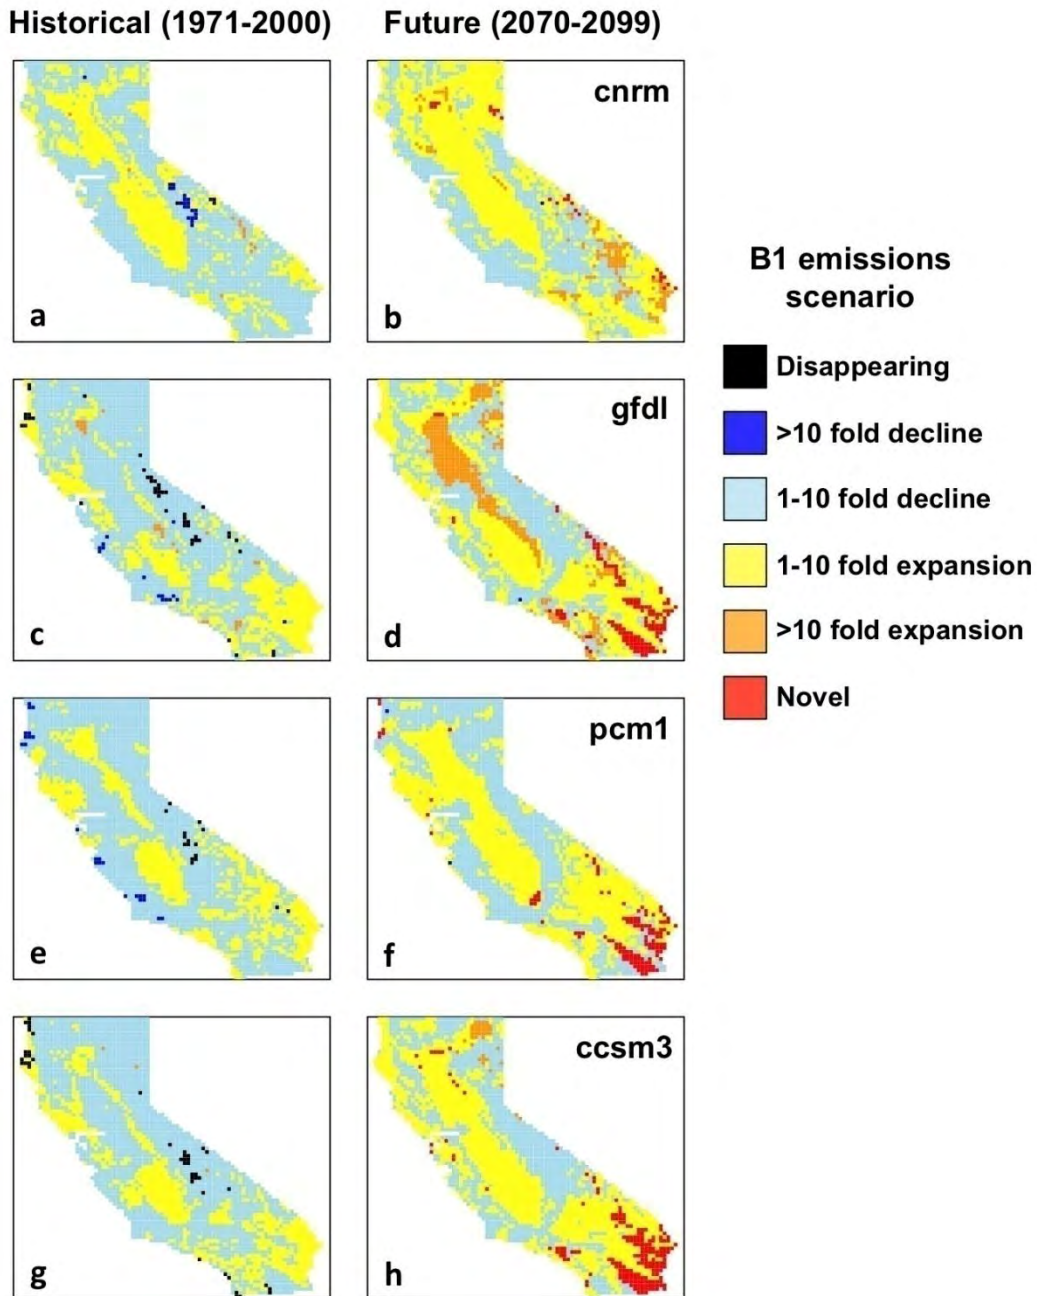 Historical (1971-2000)
Future (2070-2099)
a
b
cnrm
c
d
gfdl
e
f
pcm1
g
h
ccsm3
B1 emissions
scenario
Disappearing
>10 fold decline
1-10 fold decline
1-10 fold expansion
>10 fold expansion
Novel